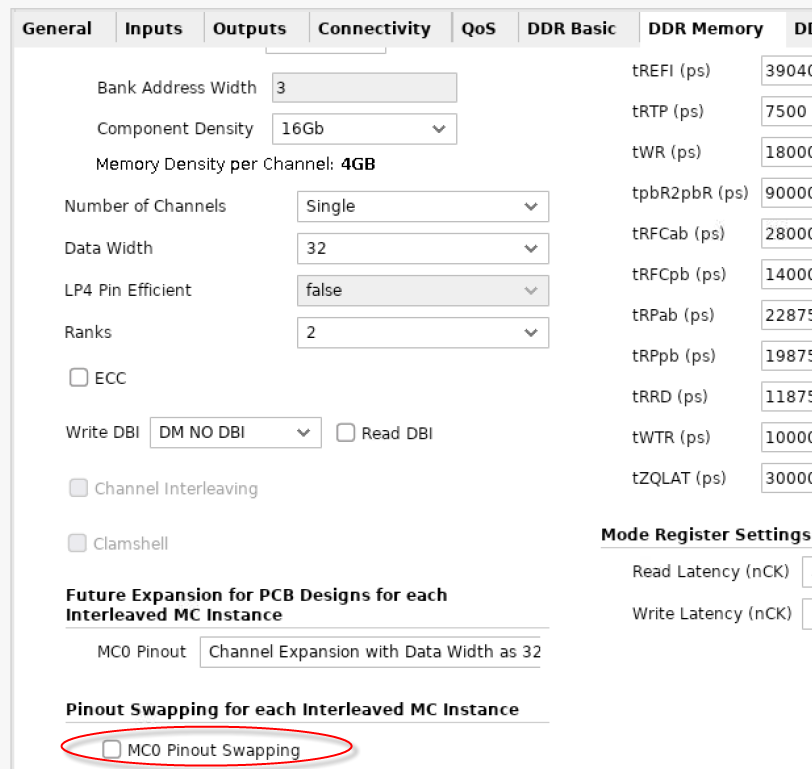 General Inputs Outputs Connectivity QoS DDR Basic DDR Memory
Bank Address Width 3
Component Density 16Gb
Memory Density per Channel: 4GB
Number of Channels Single
Data Width 32
LP4 Pin Efficient false
Ranks 2
ECC
Write DBI DM NO DBI Read DBI
Channel Interleaving
Clamshell
Future Expansion for PCB Designs for each
Interleaved MC Instance
MC0 Pinout Channel Expansion with Data Width as 32
Pinout Swapping for each Interleaved MC Instance
MC0 Pinout Swapping
tREFI (ps) 39040
tRTP (ps) 7500
tWR (ps) 18000
tpbR2pbR (ps) 90000
tRFCab (ps) 28000
tRFCpb (ps) 14000
tRPab (ps) 22875
tRPpb (ps) 19875
tRRD (ps) 11875
tWTR (ps) 10000
tZQLAT (ps) 30000
Mode Register Settings
Read Latency (nCK)
Write Latency (nCK)